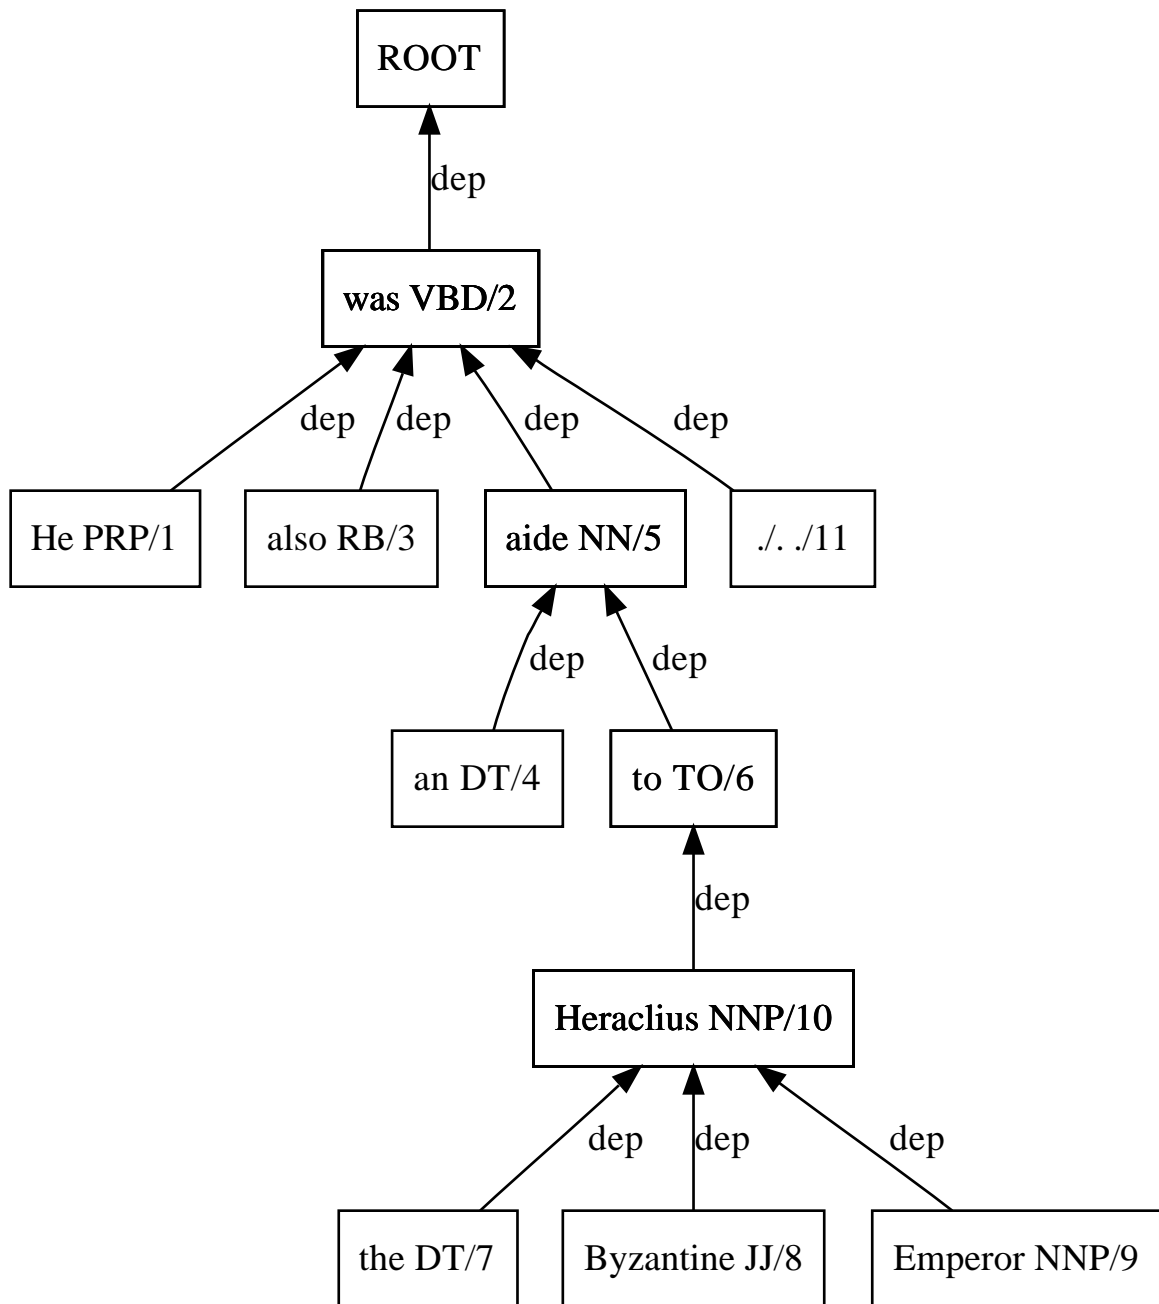 ROOT
dep
was VBD/2
dep dep dep dep
He PRP/1 also RB/3 aide NN/5 ./. ./11
dep dep
an DT/4 to TO/6
dep
Heraclius NNP/10
dep dep dep
the DT/7 Byzantine JJ/8 Emperor NNP/9